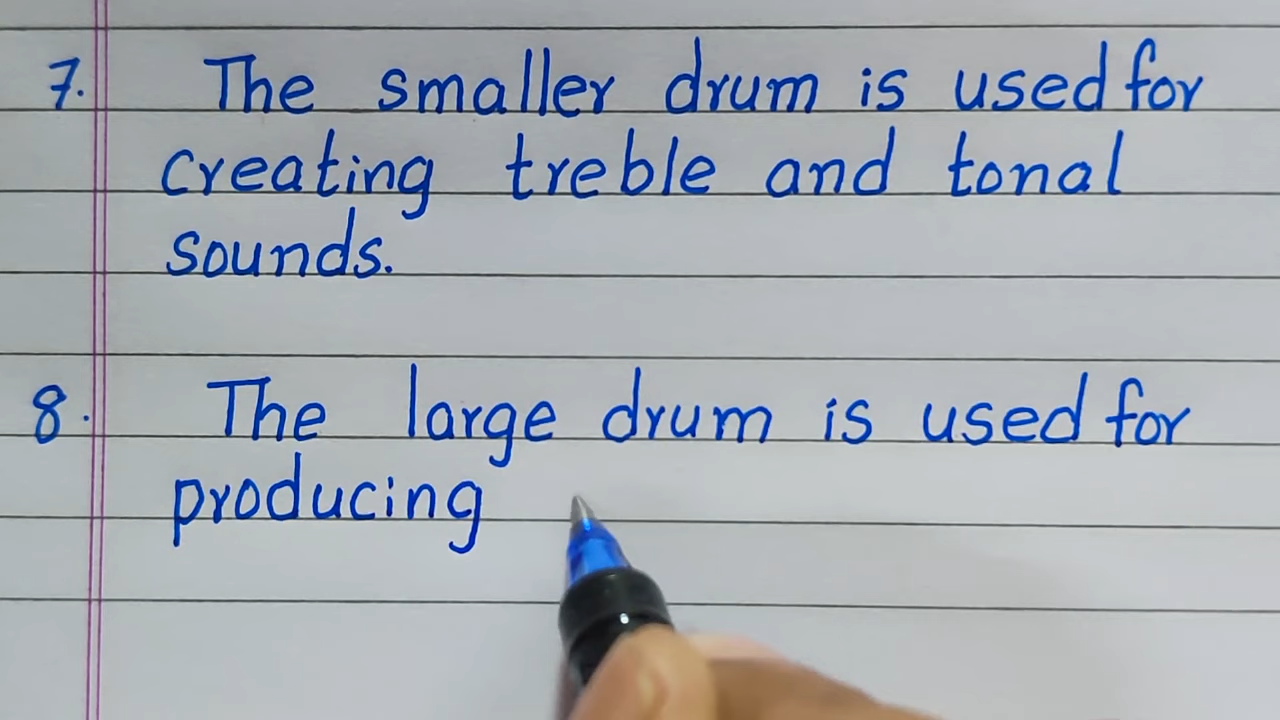 7. The smaller drum is used for
creating treble and tonal
sounds.
8. The large drum is used for
producing